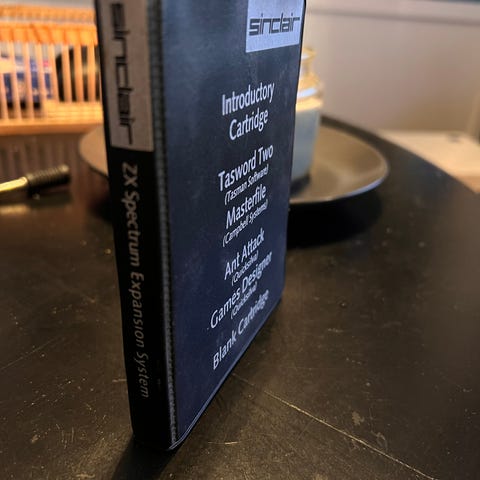 sinclair
ZX Spectrum Expansion System
sinclair
Introductory
Cartridge
Tasword Two
(Tasman Software)
Masterfile
(Campbell Systems)
Ant Attack
(Quicksilva)
Games Designer
(Quicksilva)
Blank Cartridge